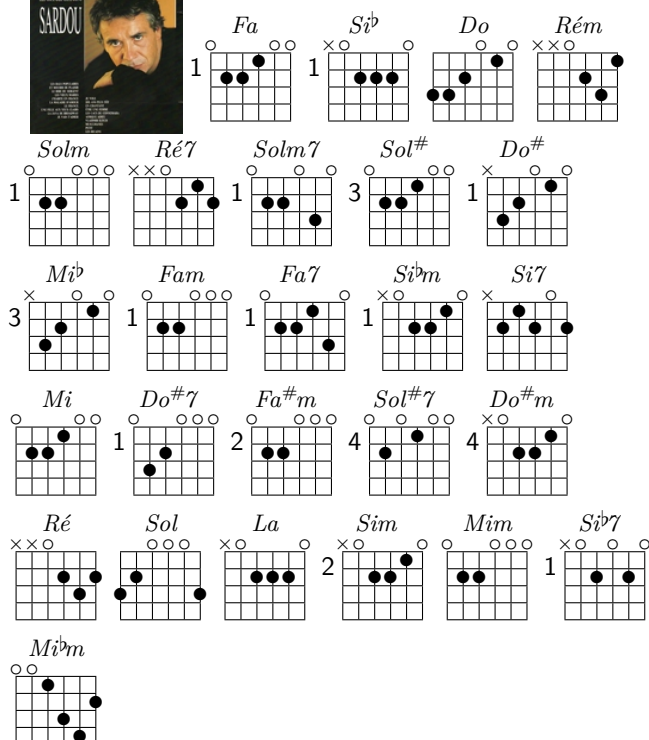 SARDOU
Fa Si♭ Do Rém
1 1
Solm Ré7 Solm7 Sol# Do#
1 1 3 1
Mi♭ Fam Fa7 Si♭m Si7
3 1 1 1
Mi Do#7 Fa#m Sol#7 Do#m
1 2 4 4
Ré Sol La Sim Mim Si♭7
2 1
Mi♭m